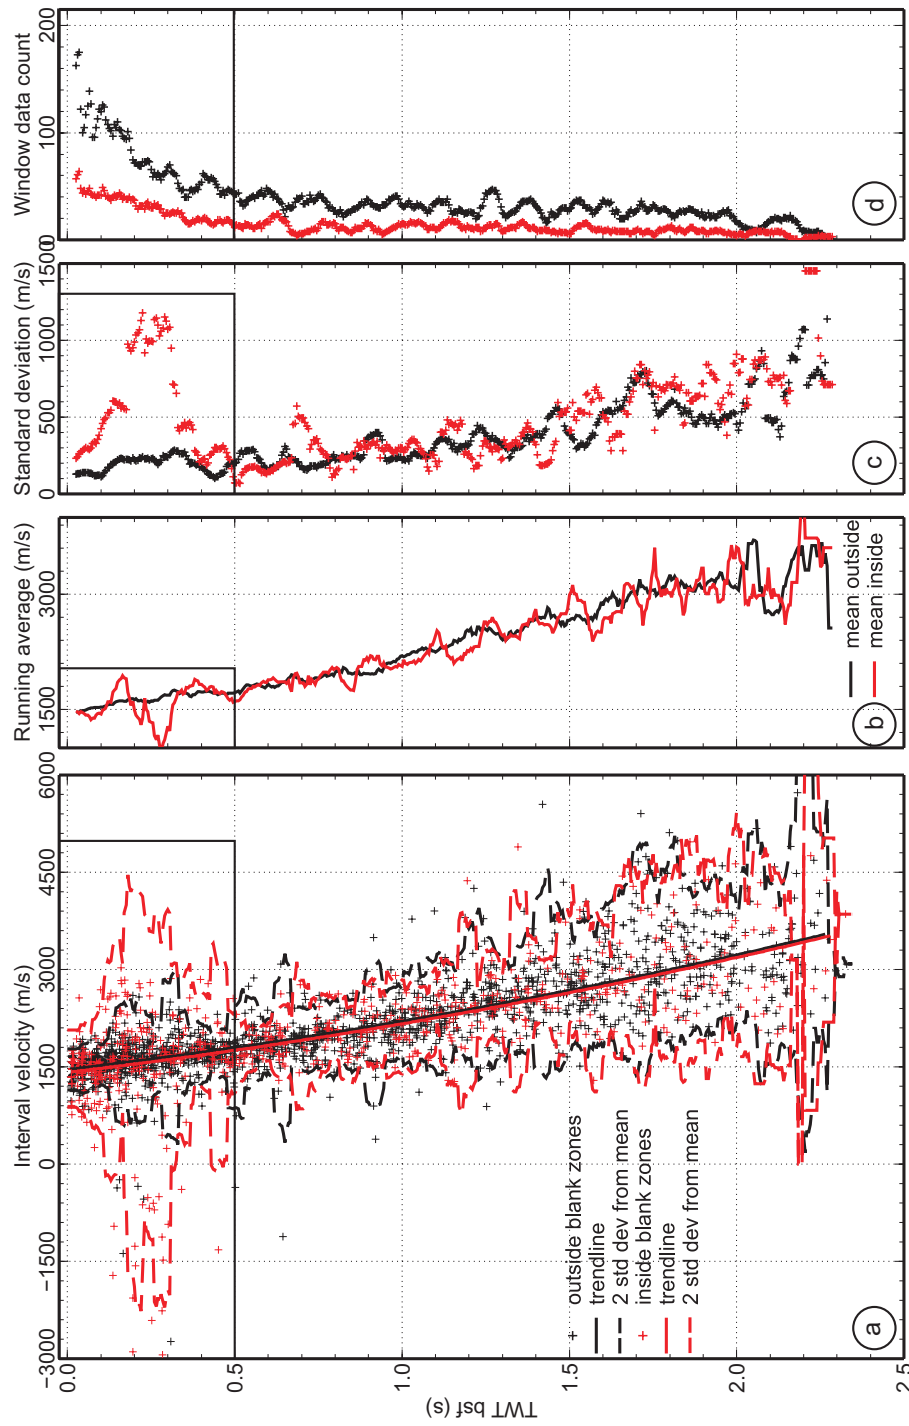 Interval velocity (m/s)
−3000 −1500 0 1500 3000 4500 6000
Running average (m/s)
1500 3000
Standard deviation (m/s)
0 500 1000 1500
Window data count
0 100 200
TWT bsf (s)
0.0
0.5
1.0
1.5
2.0
2.5
outside blank zones
trendline
2 std dev from mean
inside blank zones
trendline
2 std dev from mean
a
mean outside
mean inside
b
c
d